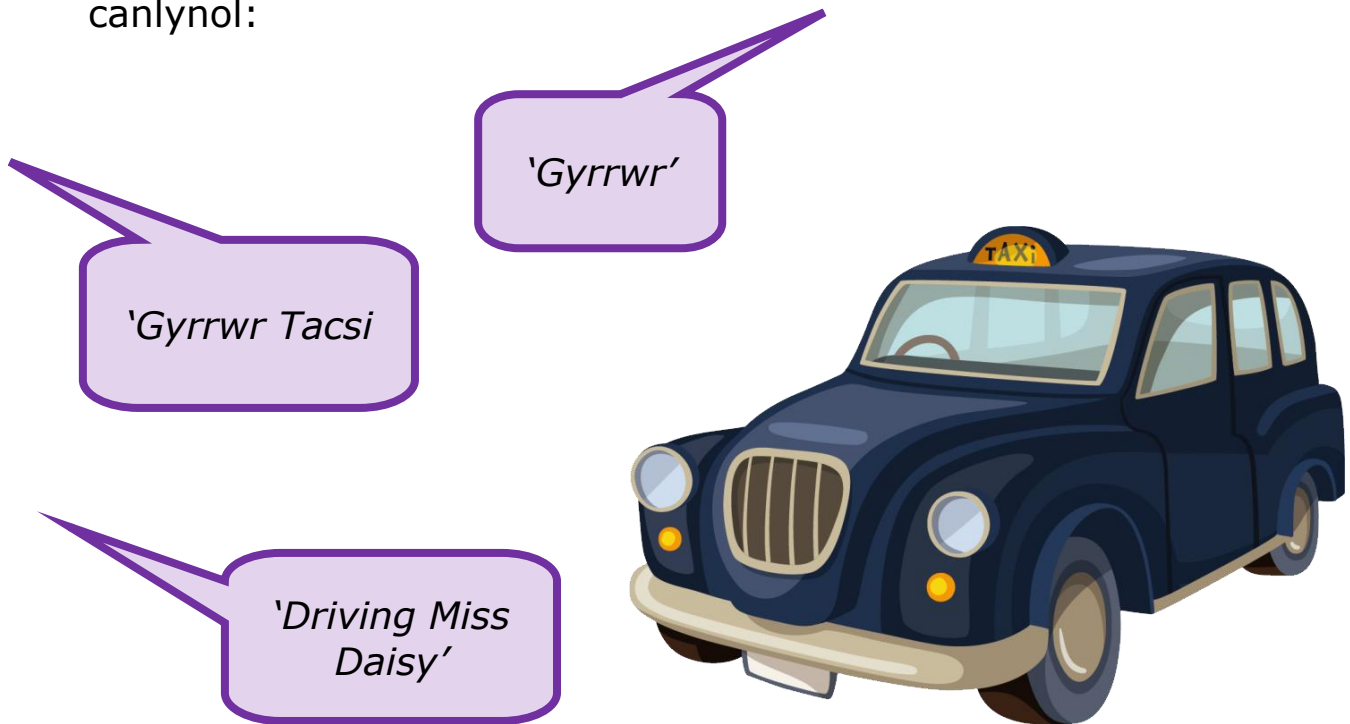 canlynol:
‘Gyrrwr’
‘Gyrrwr Tacsi
‘Driving Miss
Daisy’
TAXi